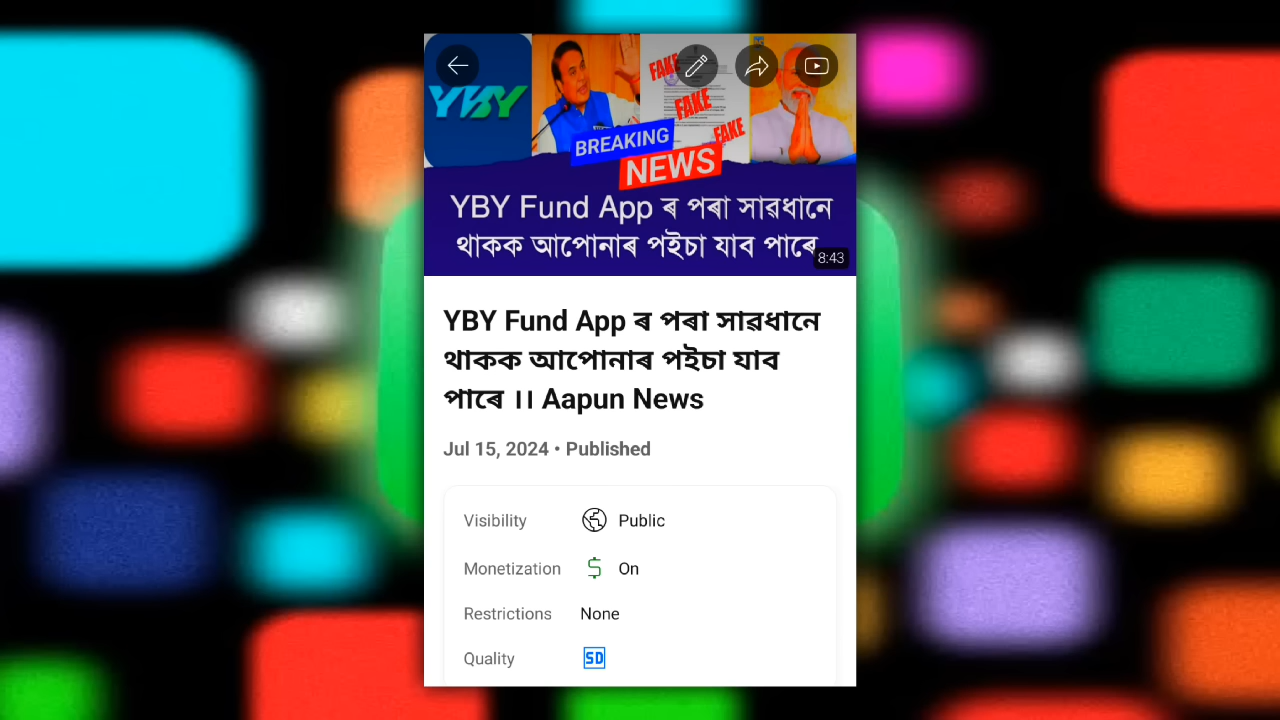 YBY
FAKE
FAKE
FAKE
BREAKING
NEWS
YBY Fund App ৰ পৰা সাৱধানে
থাকক আপোনাৰ পইচা যাব পাৰে
8:43
YBY Fund App ৰ পৰা সাৱধানে
থাকক আপোনাৰ পইচা যাব
পাৰে ।। Aapun News
Jul 15, 2024 • Published
Visibility Public
Monetization On
Restrictions None
Quality SD